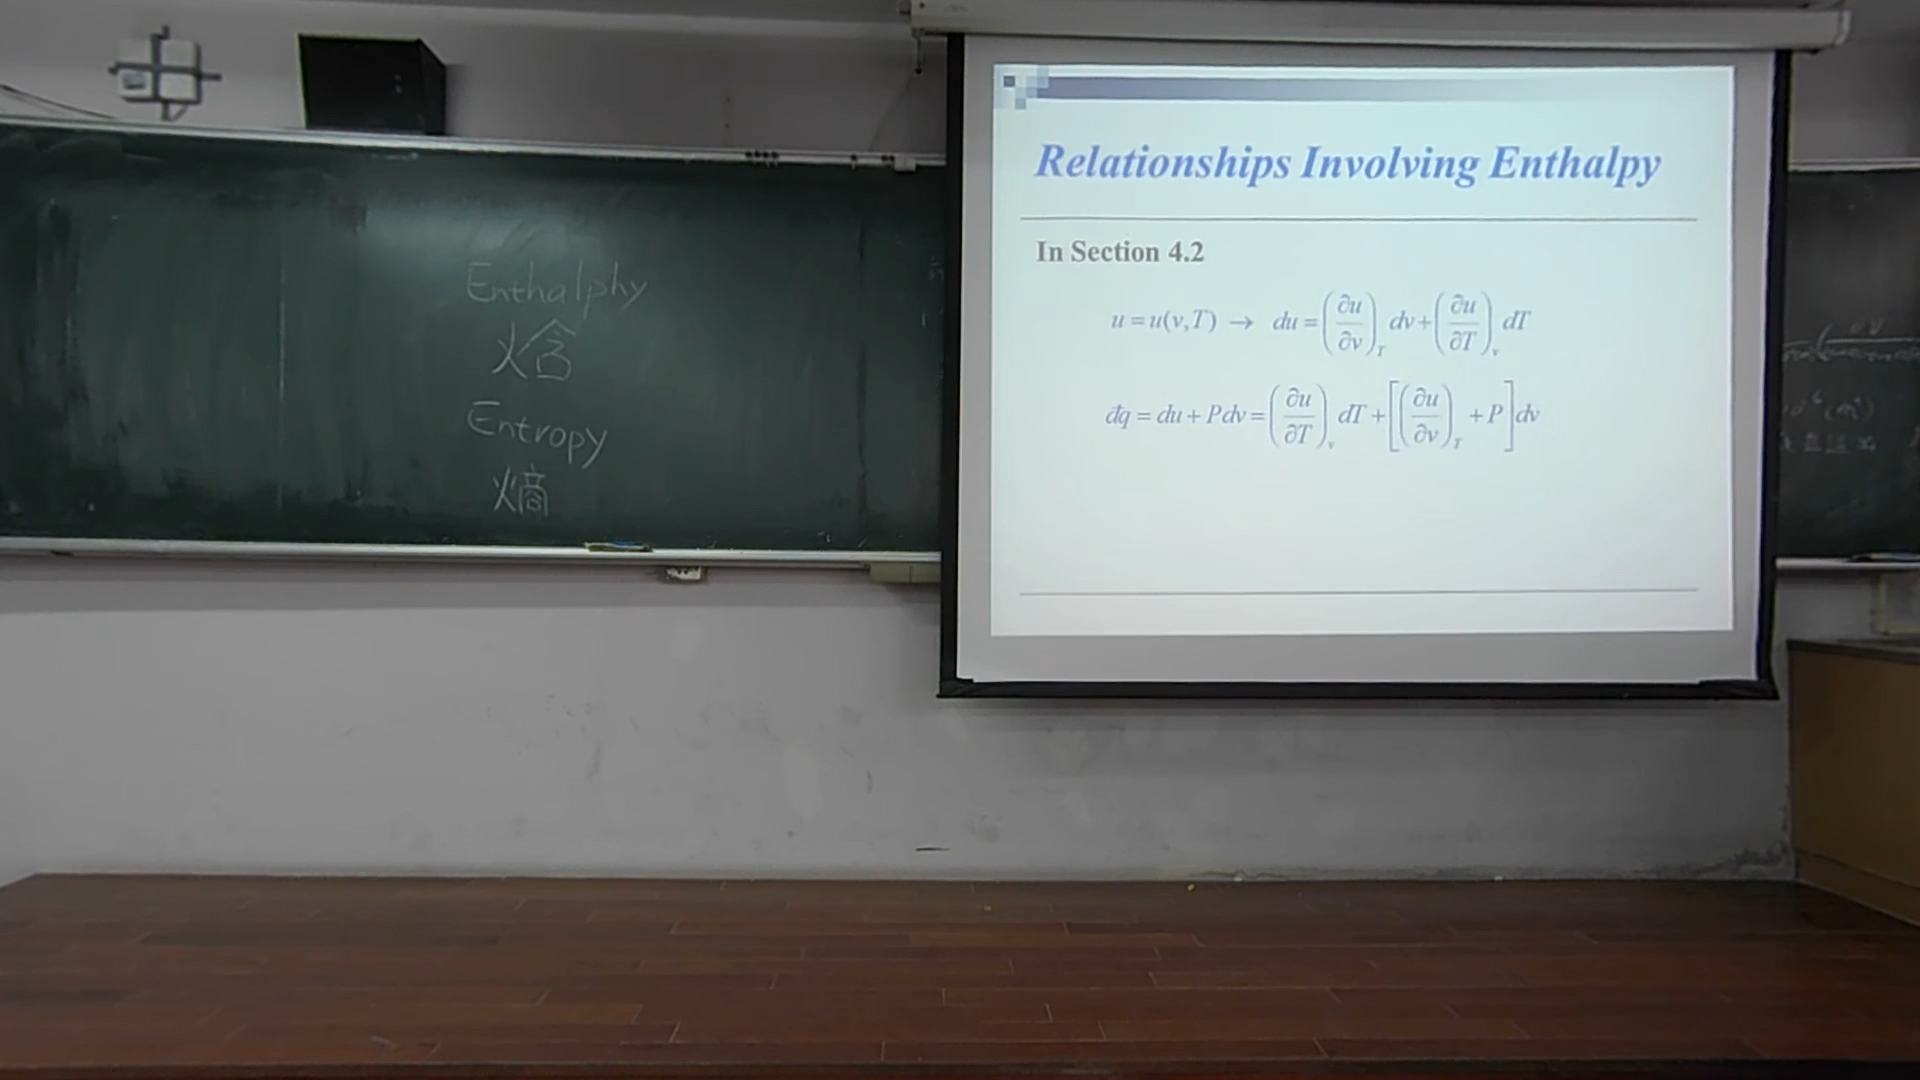 Enthalphy
焓
Entropy
熵
Relationships Involving Enthalpy
In Section 4.2
u = u(v,T) → du = (∂u/∂v)_T dv + (∂u/∂T)_v dT
đq = du + Pdv = (∂u/∂T)_v dT + [(∂u/∂v)_T + P] dv